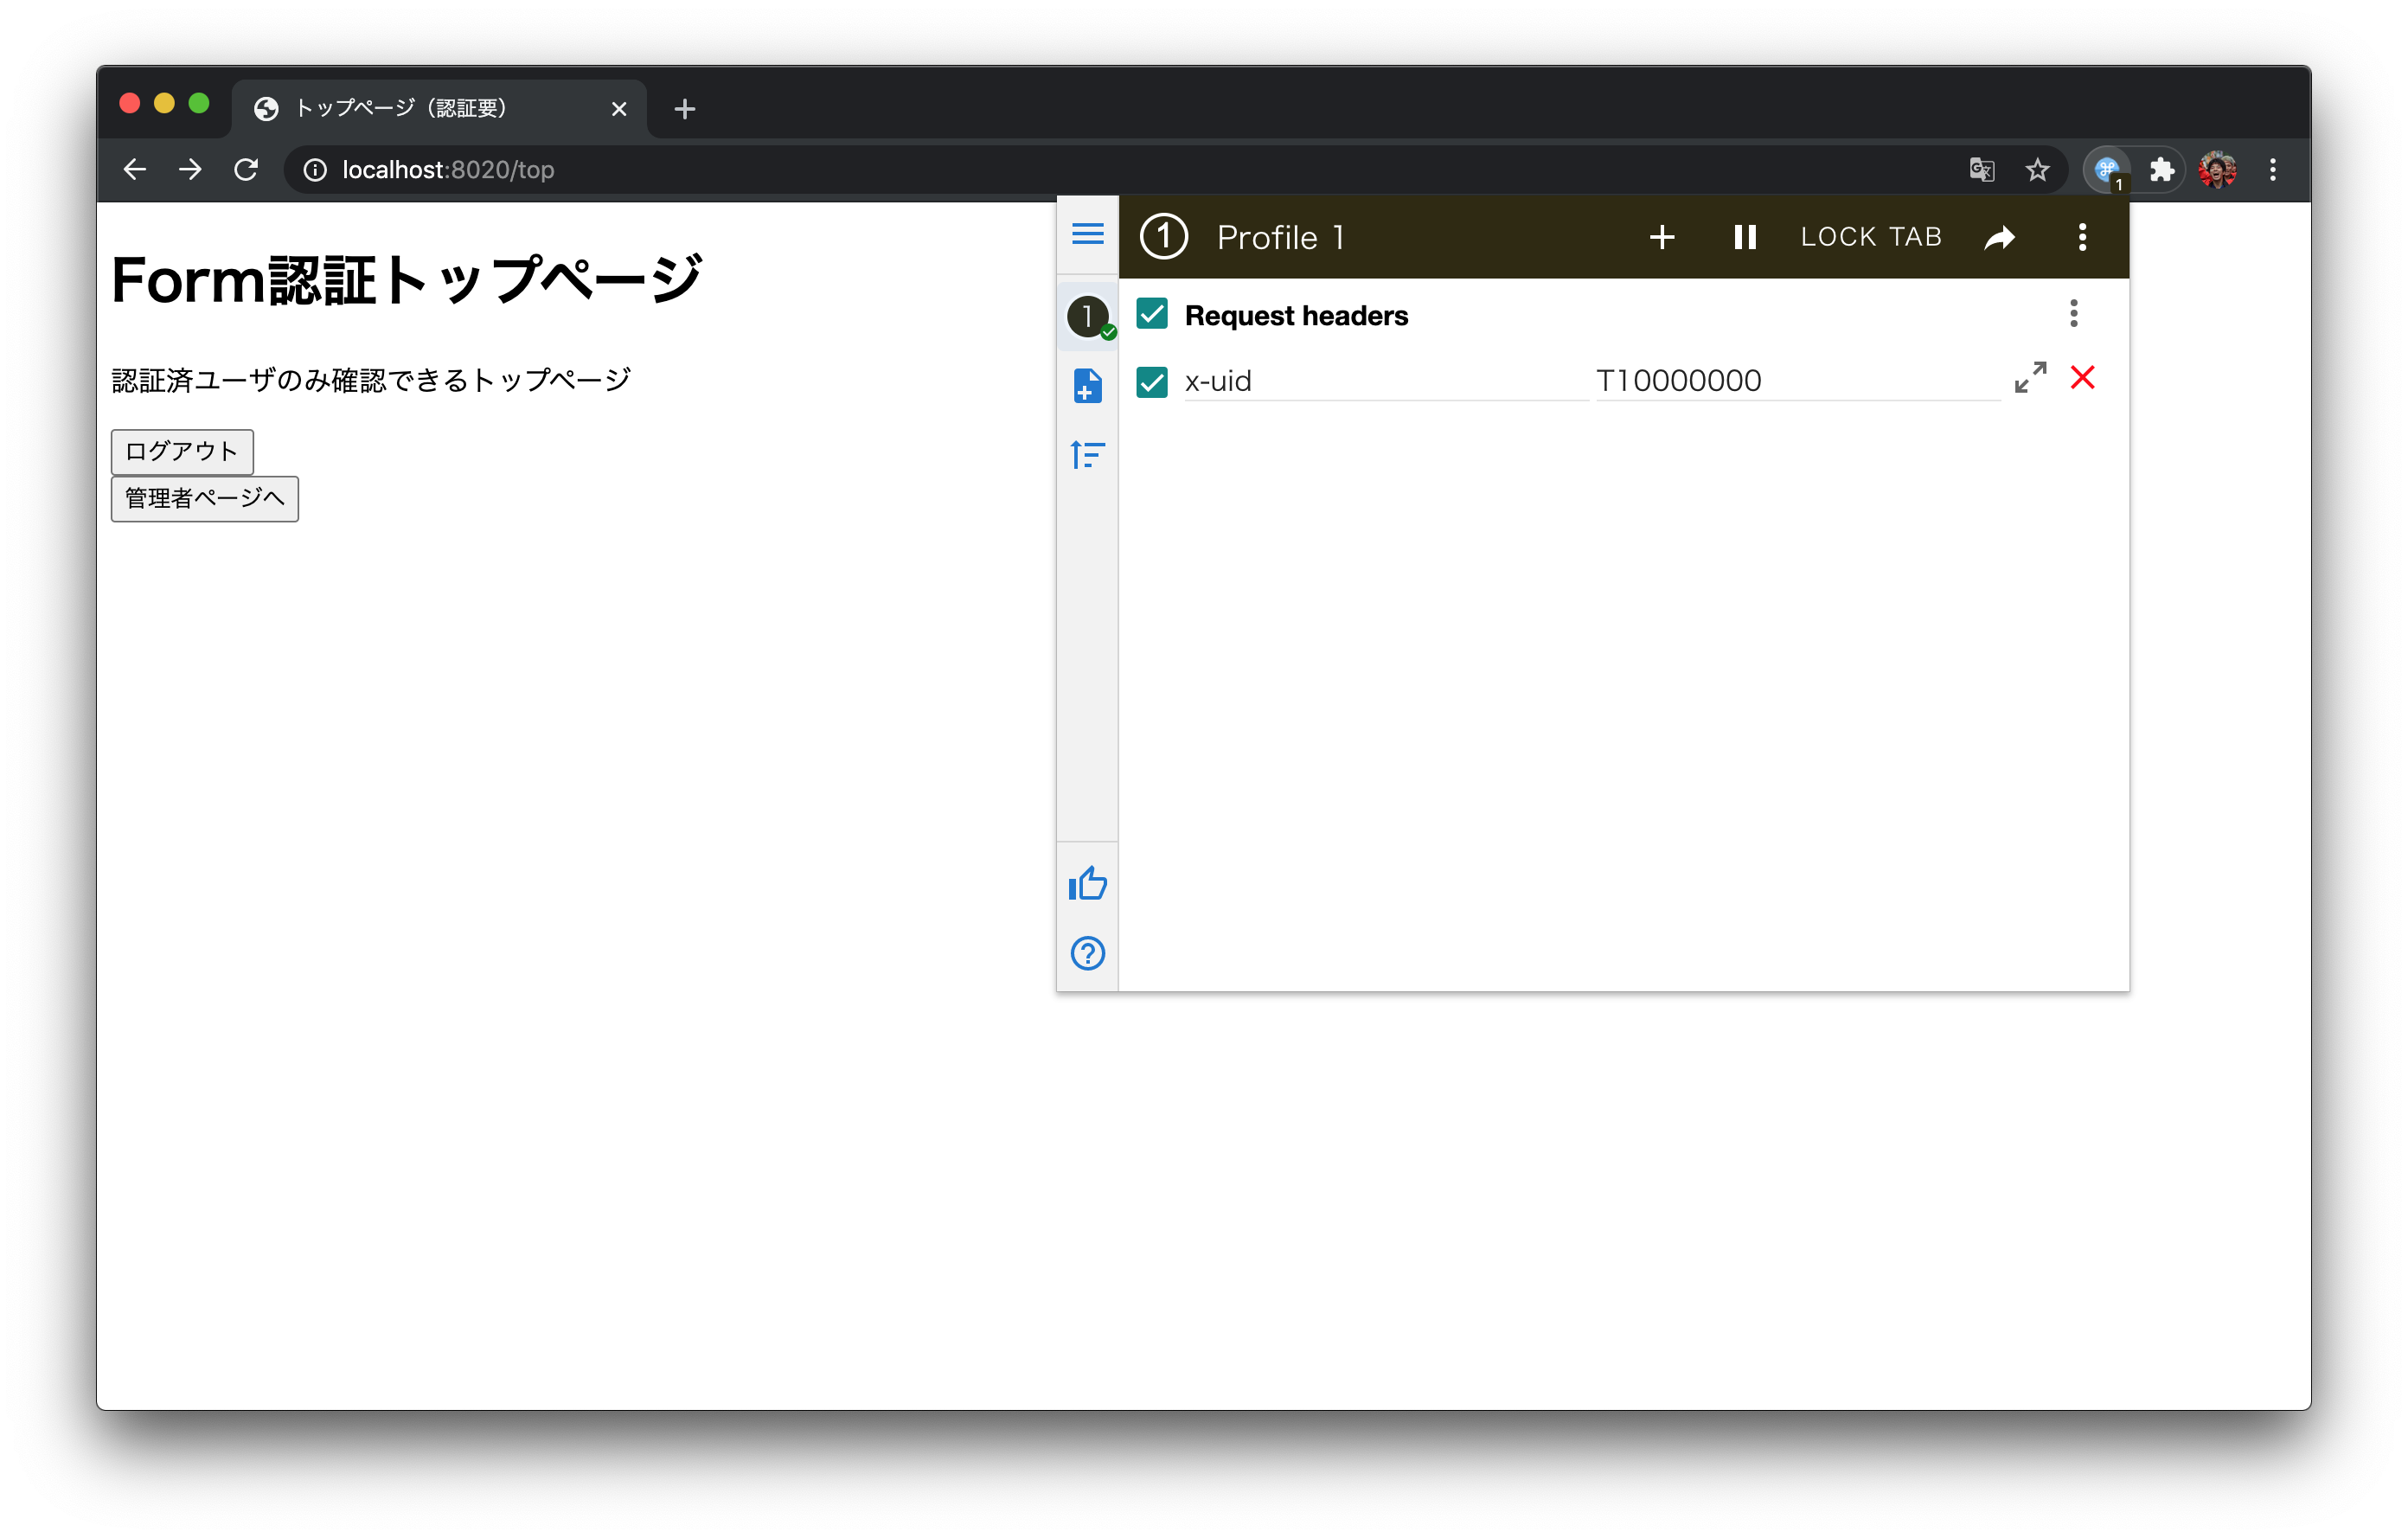 トップページ（認証要）
localhost:8020/top
1
Form認証トップページ
認証済ユーザのみ確認できるトップページ
ログアウト
管理者ページへ
1 Profile 1 LOCK TAB
1
Request headers
x-uid T10000000